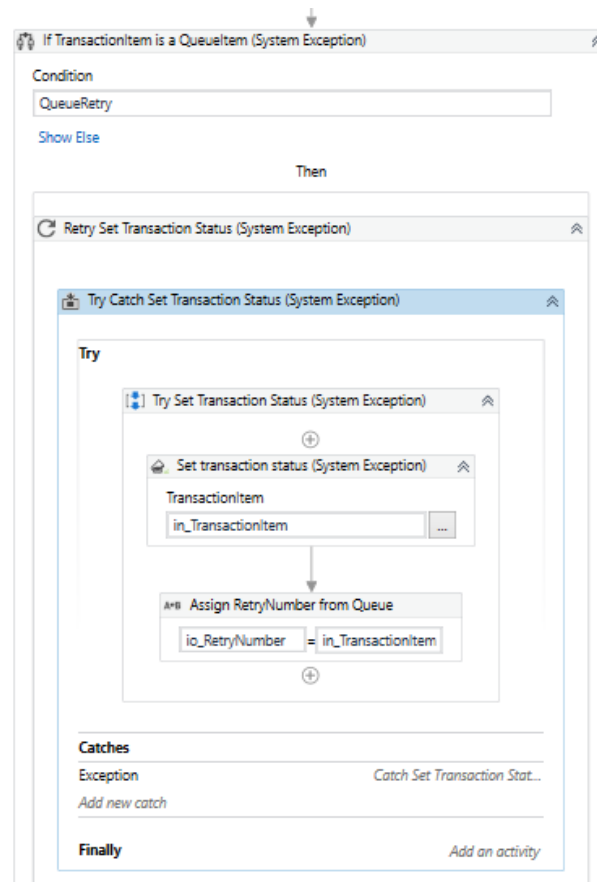 If TransactionItem is a QueueItem (System Exception)
Condition
QueueRetry
Show Else
Then
Retry Set Transaction Status (System Exception)
Try Catch Set Transaction Status (System Exception)
Try
Try Set Transaction Status (System Exception)
Set transaction status (System Exception)
TransactionItem
in_TransactionItem ...
A+B Assign RetryNumber from Queue
io_RetryNumber = in_TransactionItem
Catches
Exception Catch Set Transaction Stat...
Add new catch
Finally Add an activity